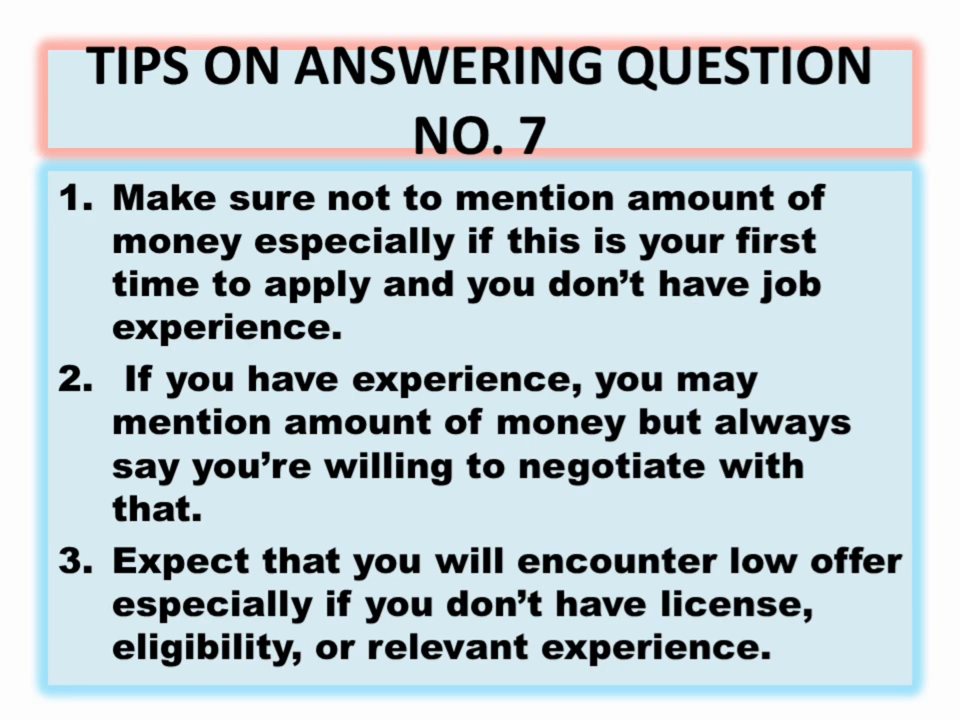 TIPS ON ANSWERING QUESTION
NO. 7
1. Make sure not to mention amount of
money especially if this is your first
time to apply and you don’t have job
experience.
2. If you have experience, you may
mention amount of money but always
say you’re willing to negotiate with
that.
3. Expect that you will encounter low offer
especially if you don’t have license,
eligibility, or relevant experience.